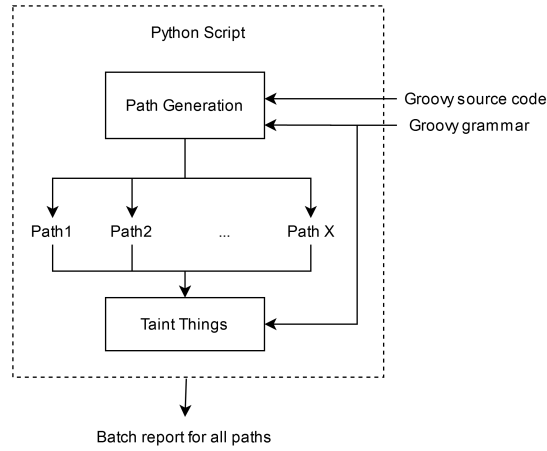 Python Script
Path Generation
Groovy source code
Groovy grammar
Path1
Path2
...
Path X
Taint Things
Batch report for all paths